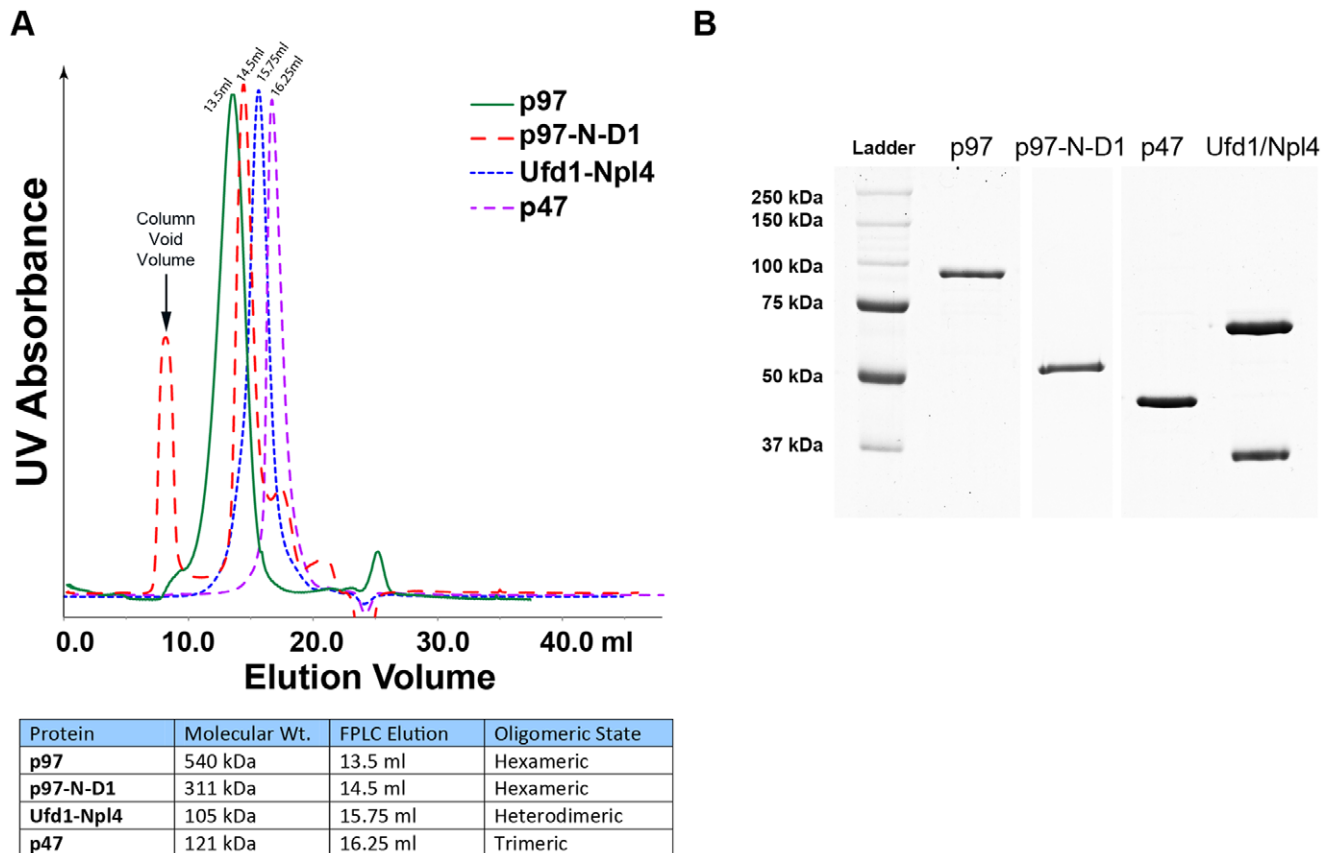 A
13.5ml
14.5ml
15.75ml
16.25ml
p97
p97-N-D1
Ufd1-Npl4
p47
Column
Void
Volume
UV Absorbance
0.0 10.0 20.0 30.0 40.0 ml
Elution Volume
Protein Molecular Wt. FPLC Elution Oligomeric State
p97 540 kDa 13.5 ml Hexameric
p97-N-D1 311 kDa 14.5 ml Hexameric
Ufd1-Npl4 105 kDa 15.75 ml Heterodimeric
p47 121 kDa 16.25 ml Trimeric
B
Ladder p97 p97-N-D1 p47 Ufd1/Npl4
250 kDa
150 kDa
100 kDa
75 kDa
50 kDa
37 kDa